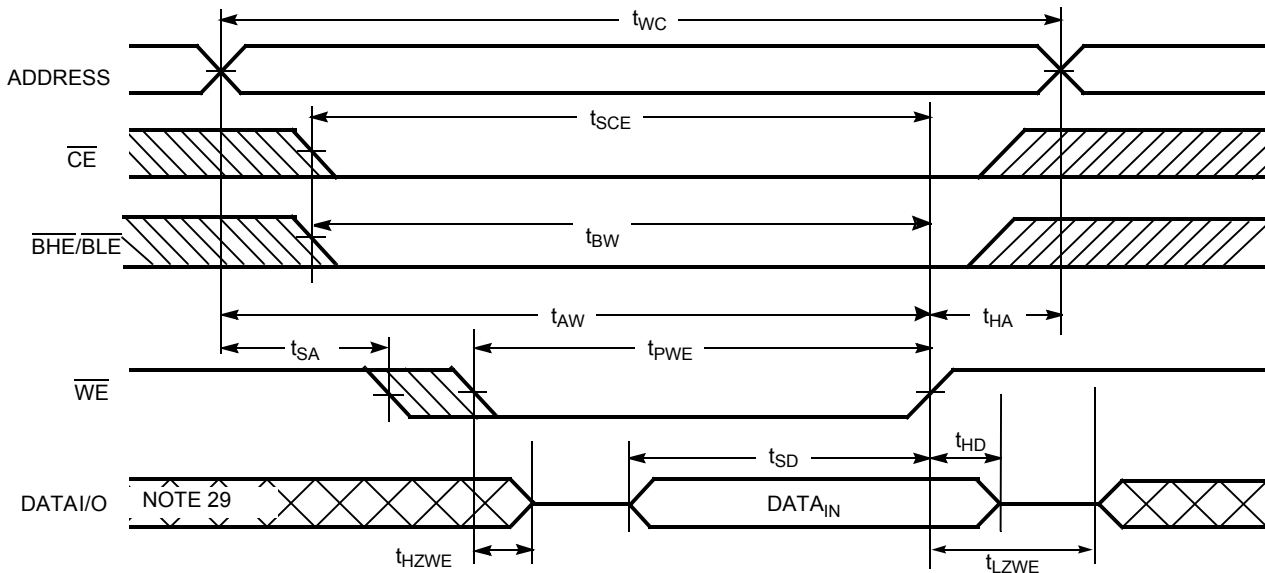 tWC
ADDRESS
tSCE
CE
tBW
BHE/BLE
tAW
tHA
tSA
tPWE
WE
tSD
tHD
DATAI/O
NOTE 29
DATAIN
tHZWE
tLZWE